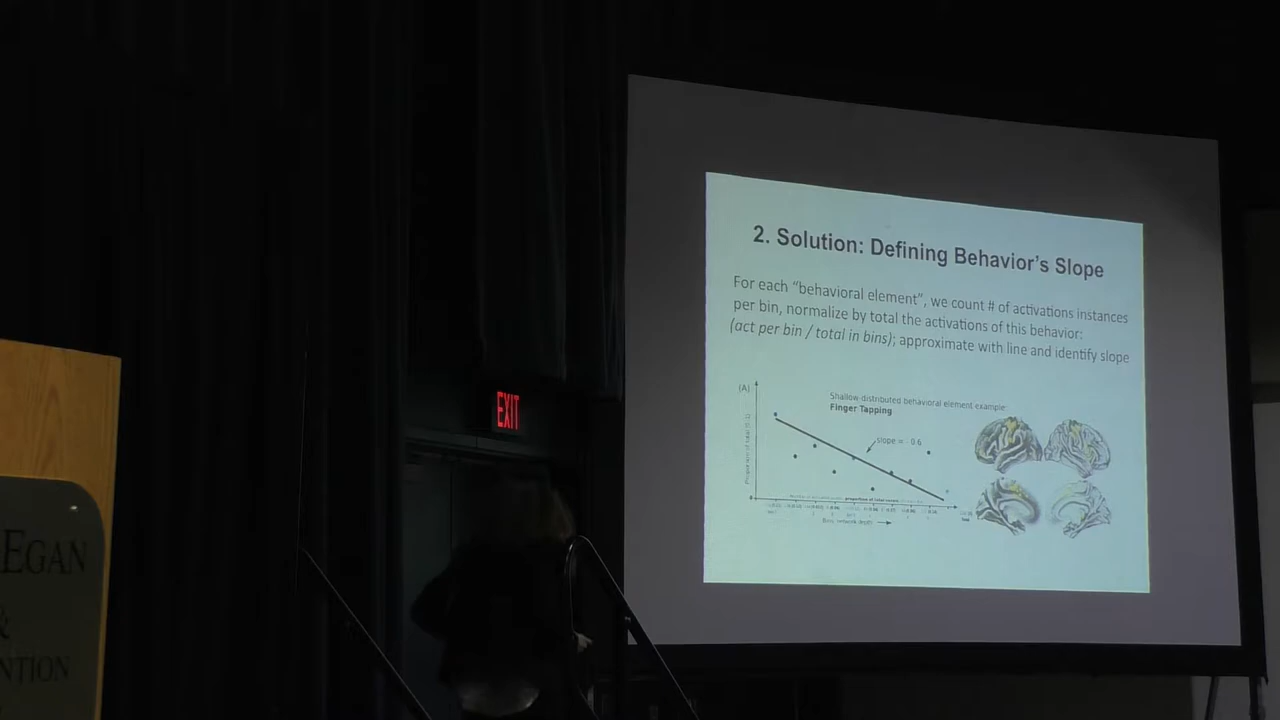 2. Solution: Defining Behavior's Slope
For each "behavioral element", we count # of activations instances
per bin, normalize by total the activations of this behavior:
(act per bin / total in bins); approximate with line and identify slope
(A)
Shallow-distributed behavioral element example:
Finger Tapping
slope = - 0.6
EXIT
EGAN
&
NTION